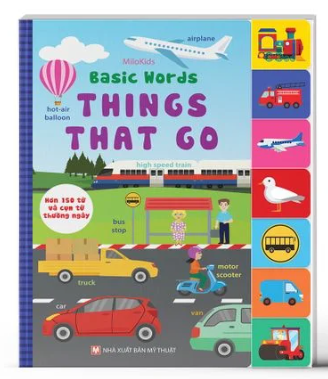 airplane
MiloKids
Basic Words
THINGS
THAT GO
hot-air
balloon
high speed train
Hơn 150 từ
và cụm từ
thường ngày
bus
stop
motor
scooter
truck
car
van
NHÀ XUẤT BẢN MỸ THUẬT